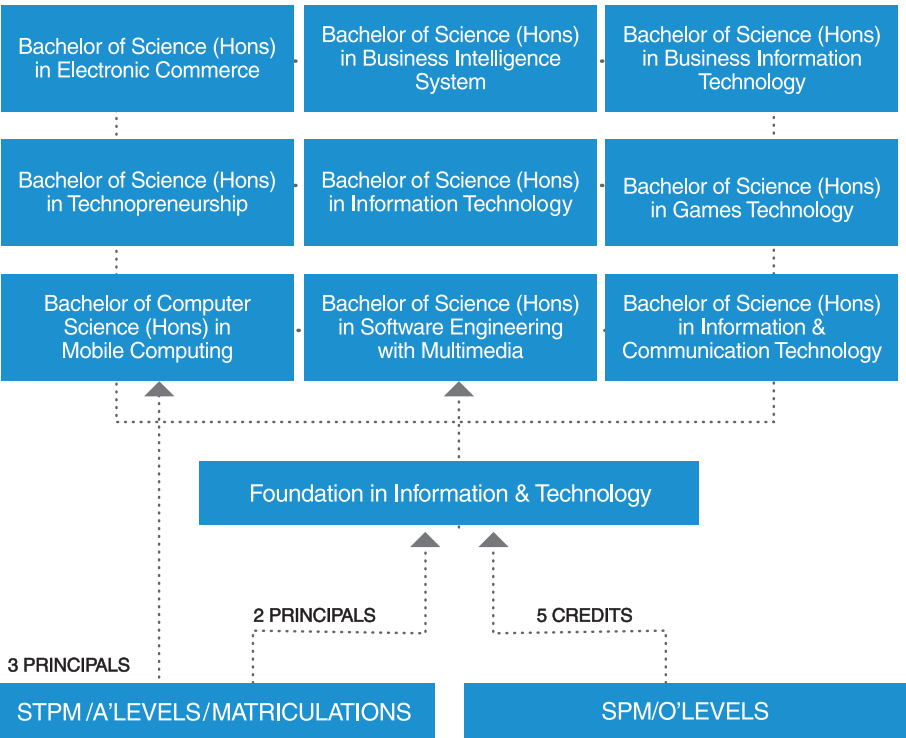 Bachelor of Science (Hons)
in Electronic Commerce
Bachelor of Science (Hons)
in Business Intelligence
System
Bachelor of Science (Hons)
in Business Information
Technology
Bachelor of Science (Hons)
in Technopreneurship
Bachelor of Science (Hons)
in Information Technology
Bachelor of Science (Hons)
in Games Technology
Bachelor of Computer
Science (Hons) in
Mobile Computing
Bachelor of Science (Hons)
in Software Engineering
with Multimedia
Bachelor of Science (Hons)
in Information &
Communication Technology
Foundation in Information & Technology
2 PRINCIPALS
5 CREDITS
3 PRINCIPALS
STPM /A'LEVELS/MATRICULATIONS
SPM/O'LEVELS